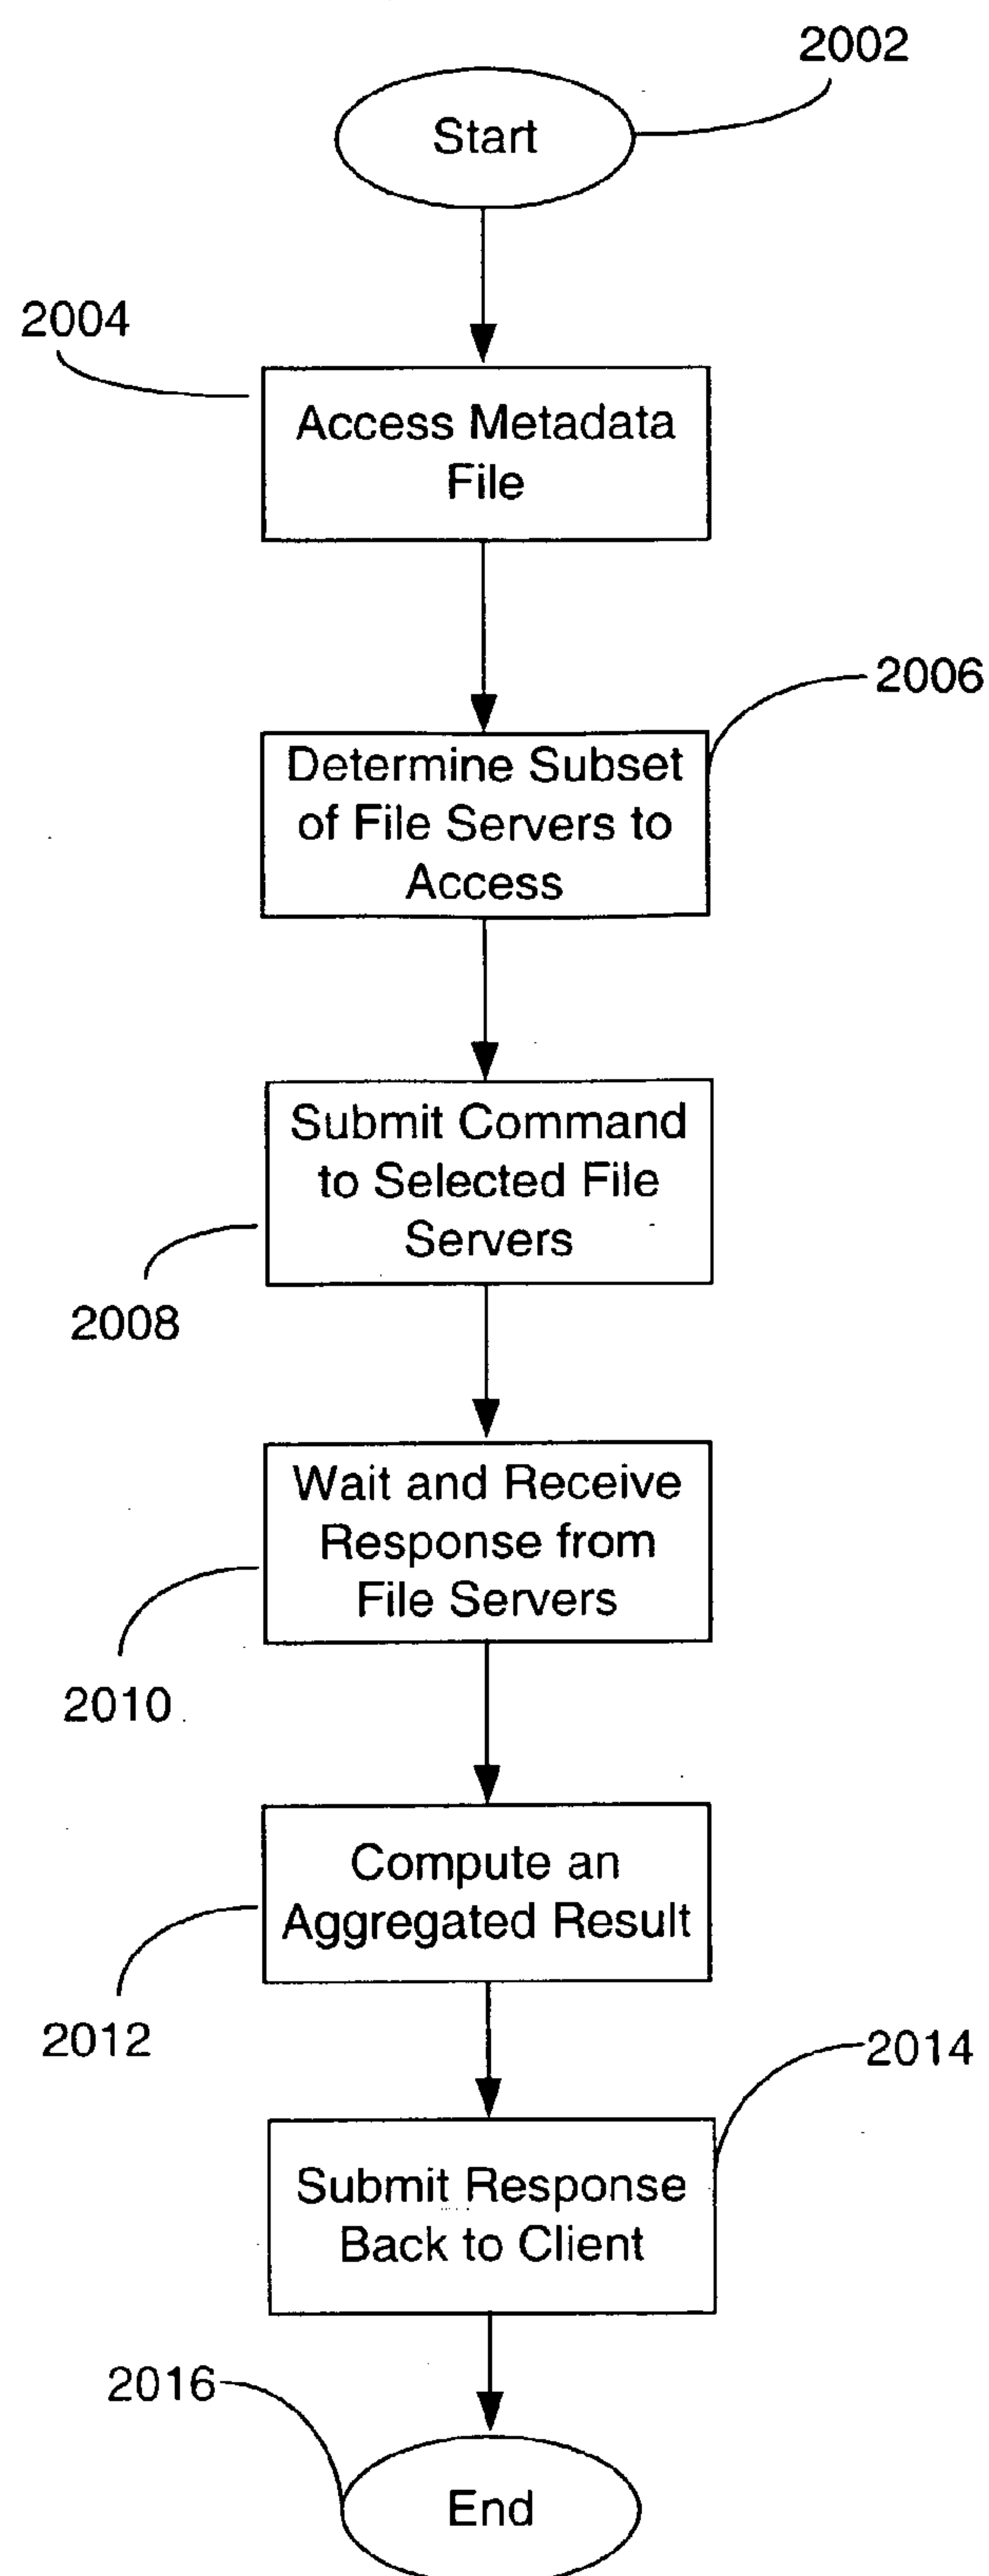 2002
Start
2004
Access Metadata
File
2006
Determine Subset
of File Servers to
Access
Submit Command
to Selected File
Servers
2008
Wait and Receive
Response from
File Servers
2010
Compute an
Aggregated Result
2012
2014
Submit Response
Back to Client
2016
End